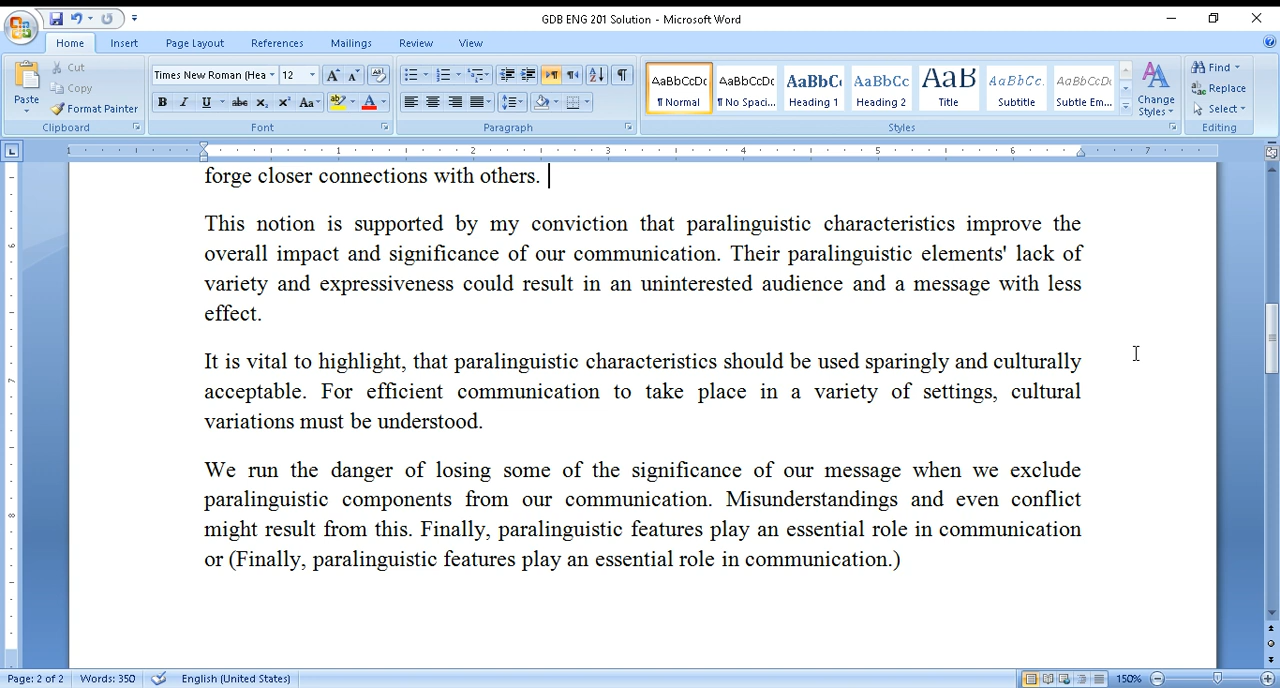 GDB ENG 201 Solution - Microsoft Word
Home Insert Page Layout References Mailings Review View
Paste
Cut
Copy
Format Painter
Clipboard
Times New Roman (Hea 12
Font
Paragraph
AaBbCcDc AaBbCcDc AaBbC AaBbCc AaB AaBbCc. AaBbCcDc
¶ Normal ¶ No Spaci... Heading 1 Heading 2 Title Subtitle Subtle Em...
Change
Styles
Styles
Find
Replace
Select
Editing
forge closer connections with others.
This notion is supported by my conviction that paralinguistic characteristics improve the
overall impact and significance of our communication. Their paralinguistic elements' lack of
variety and expressiveness could result in an uninterested audience and a message with less
effect.
It is vital to highlight, that paralinguistic characteristics should be used sparingly and culturally
acceptable. For efficient communication to take place in a variety of settings, cultural
variations must be understood.
We run the danger of losing some of the significance of our message when we exclude
paralinguistic components from our communication. Misunderstandings and even conflict
might result from this. Finally, paralinguistic features play an essential role in communication
or (Finally, paralinguistic features play an essential role in communication.)
Page: 2 of 2 Words: 350 English (United States) 150%